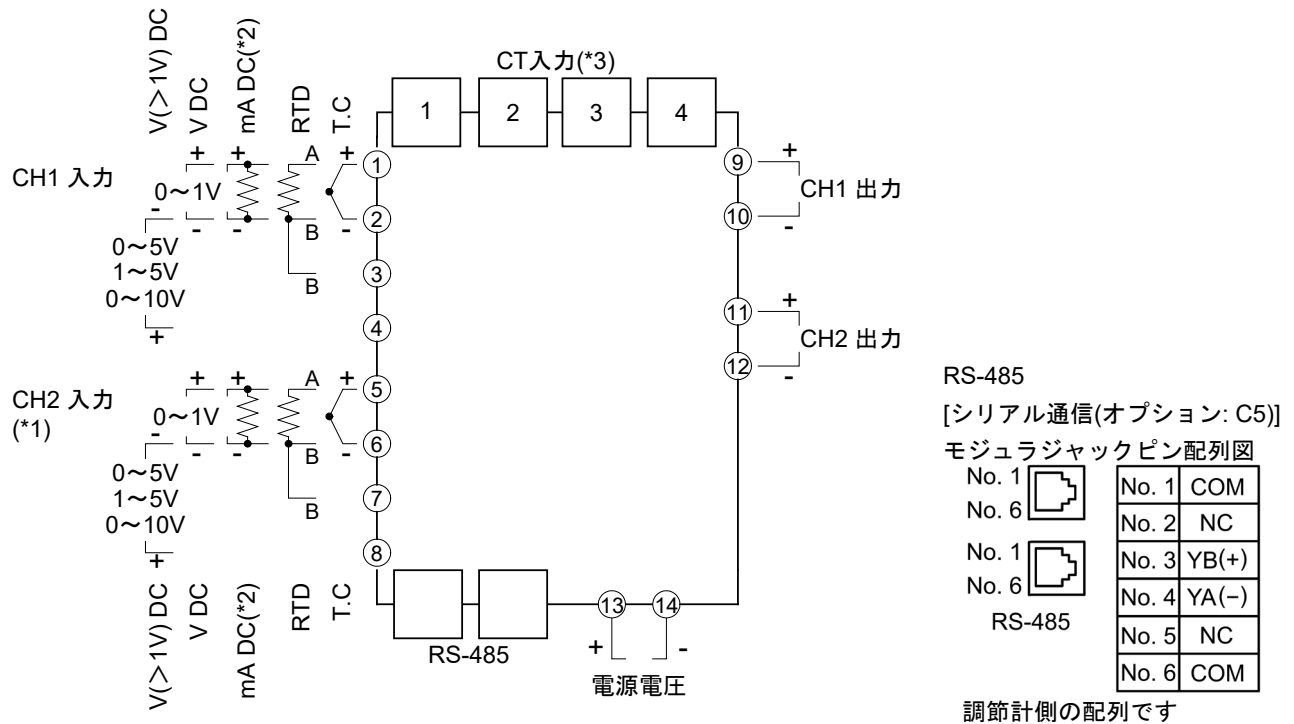 V(>1V) DC
V DC
mA DC(*2)
RTD
T.C
CT入力(*3)
1
2
3
4
CH1 入力
+
+
A
+
①
0～1V
-
-
-
B
-
②
0～5V
1～5V
0～10V
+
B
③
④
CH2 入力
(*1)
+
+
A
+
⑤
0～1V
-
-
-
B
-
⑥
0～5V
1～5V
0～10V
+
B
⑦
⑧
V(>1V) DC
V DC
mA DC(*2)
RTD
T.C
RS-485
⑨
+
CH1 出力
⑩
-
⑪
+
CH2 出力
⑫
-
⑬
⑭
+
-
電源電圧
RS-485
[シリアル通信(オプション: C5)]
モジュラジャックピン配列図
No. 1
No. 6
No. 1
No. 6
RS-485
No. 1 COM
No. 2 NC
No. 3 YB(+)
No. 4 YA(−)
No. 5 NC
No. 6 COM
調節計側の配列です